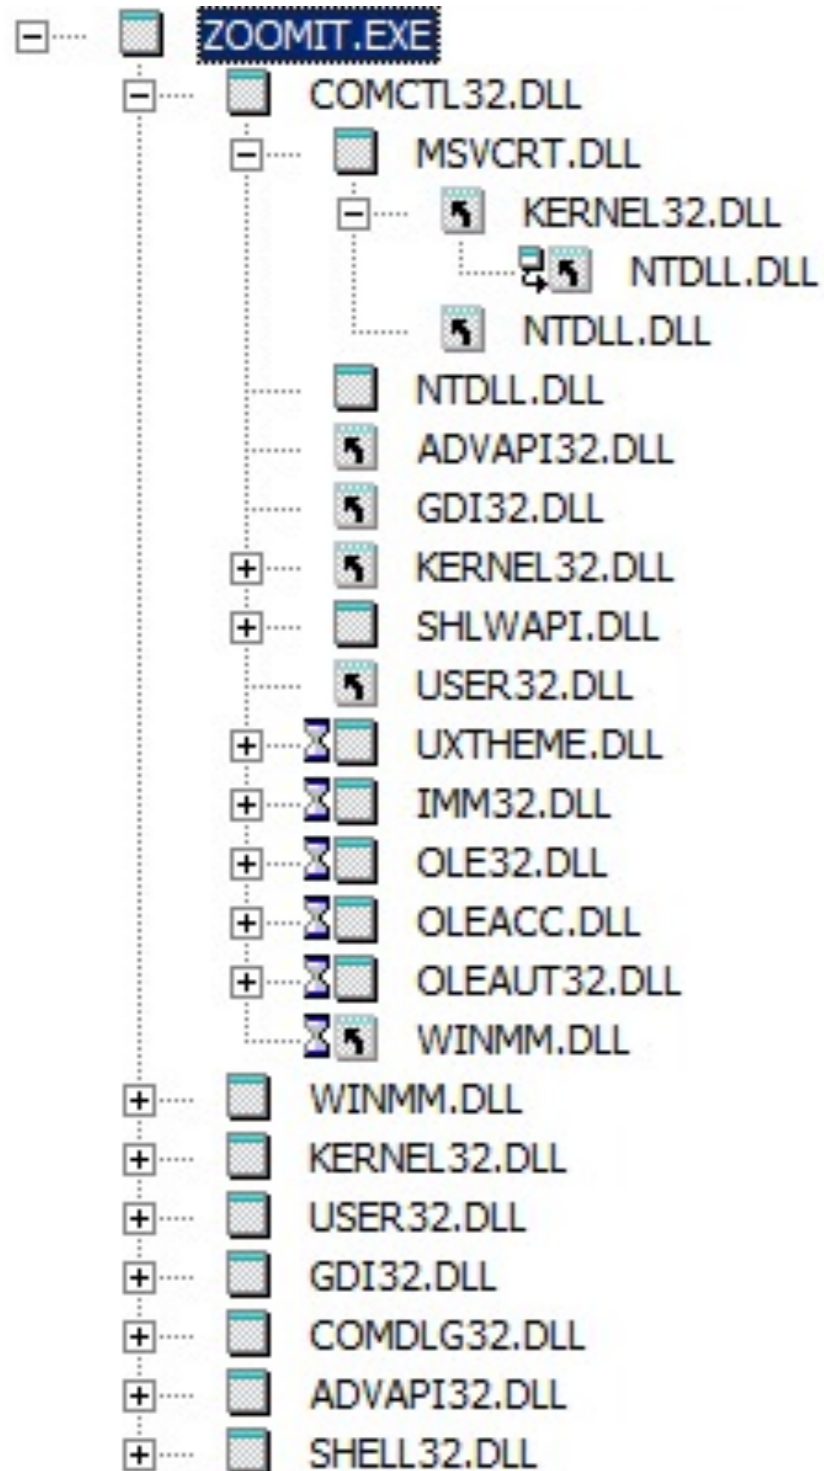 ZOOMIT.EXE
COMCTL32.DLL
MSVCRT.DLL
KERNEL32.DLL
NTDLL.DLL
NTDLL.DLL
NTDLL.DLL
ADVAPI32.DLL
GDI32.DLL
KERNEL32.DLL
SHLWAPI.DLL
USER32.DLL
UXTHEME.DLL
IMM32.DLL
OLE32.DLL
OLEACC.DLL
OLEAUT32.DLL
WINMM.DLL
WINMM.DLL
KERNEL32.DLL
USER32.DLL
GDI32.DLL
COMDLG32.DLL
ADVAPI32.DLL
SHELL32.DLL